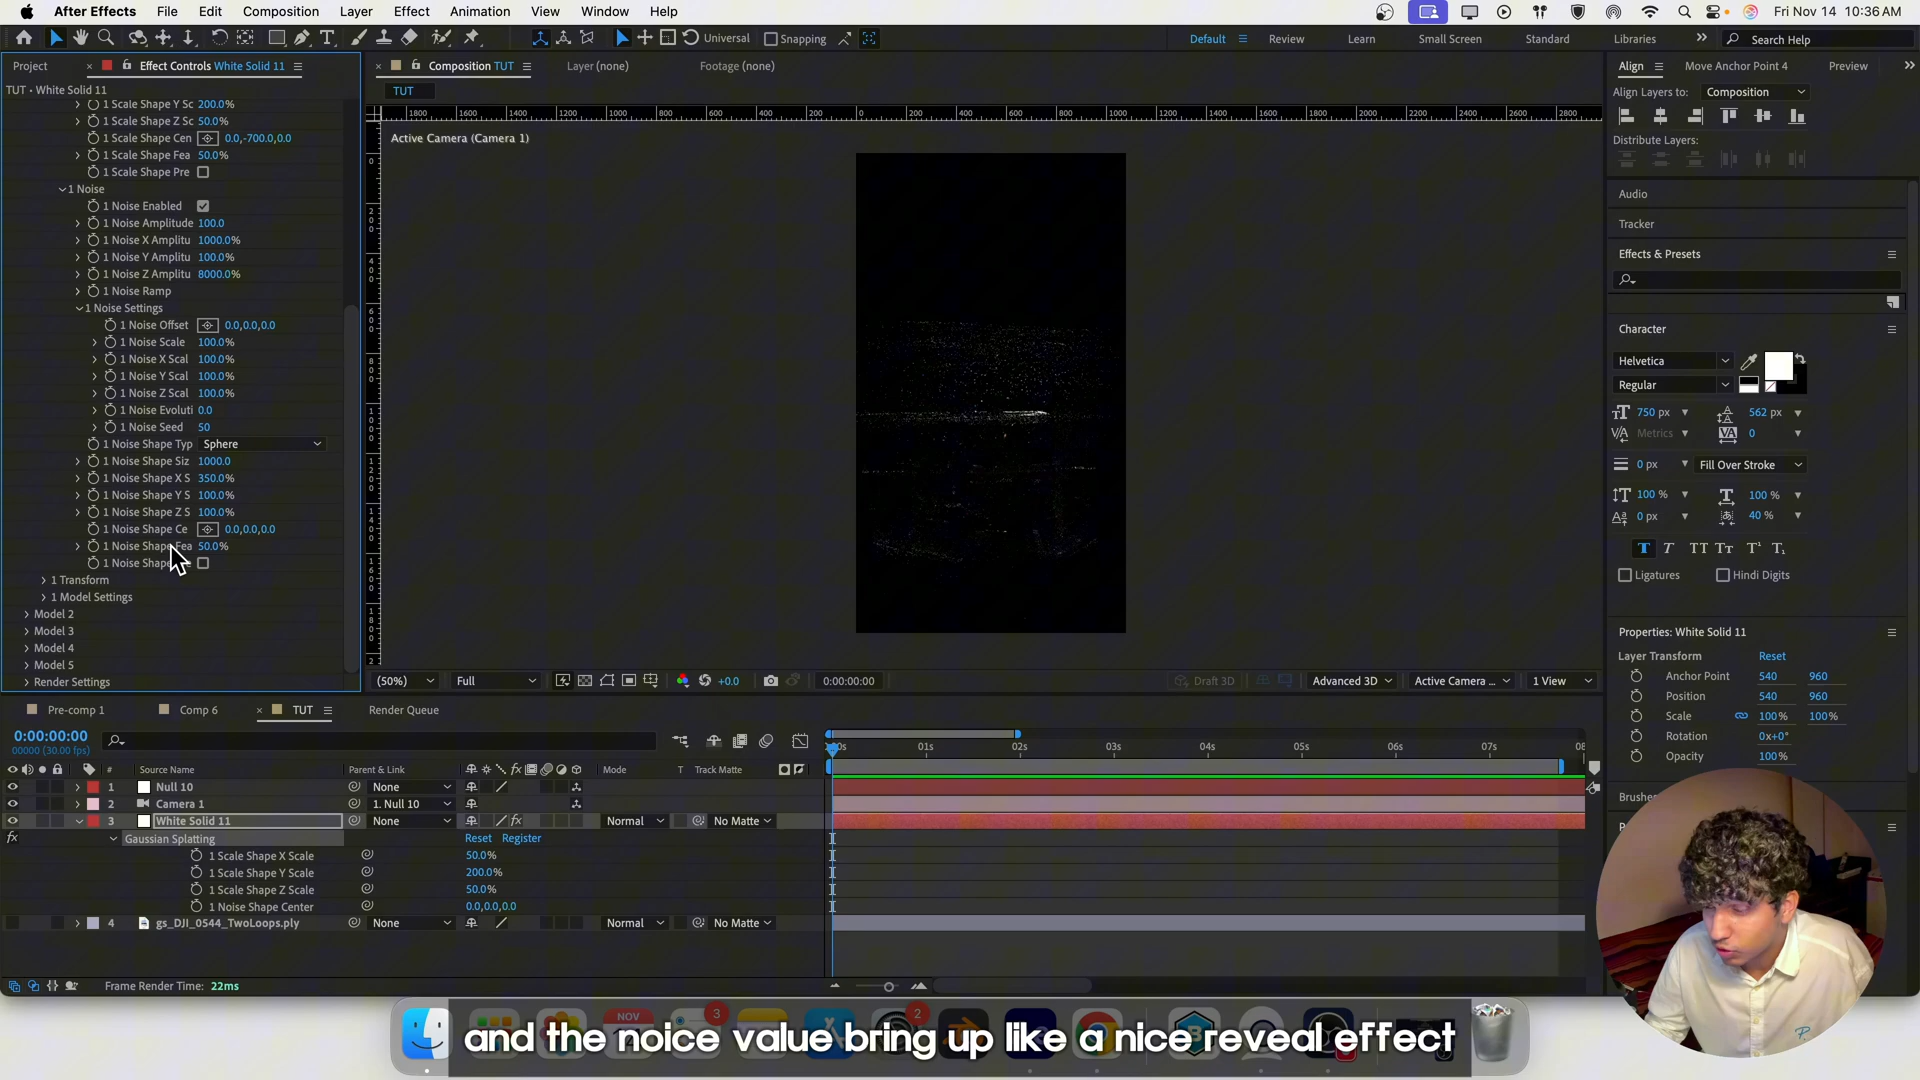 After Effects File Edit Composition Layer Effect Animation View Window Help Fri Nov 14 10:36 AM
Universal Snapping Default Review Learn Small Screen Standard Libraries Search Help
Project Effect Controls White Solid 11 Composition TUT Layer (none) Footage (none) Align Move Anchor Point 4 Preview
TUT • White Solid 11
TUT
Align Layers to: Composition
Distribute Layers:
Active Camera (Camera 1)
1 Scale Shape Y Sc 200.0%
1 Scale Shape Z Sc 50.0%
1 Scale Shape Cen 0.0,-700.0,0.0
1 Scale Shape Fea 50.0%
1 Scale Shape Pre
1 Noise
1 Noise Enabled
1 Noise Amplitude 100.0
1 Noise X Amplitu 1000.0%
1 Noise Y Amplitu 100.0%
1 Noise Z Amplitu 8000.0%
1 Noise Ramp
1 Noise Settings
1 Noise Offset 0.0,0.0,0.0
1 Noise Scale 100.0%
1 Noise X Scal 100.0%
1 Noise Y Scal 100.0%
1 Noise Z Scal 100.0%
1 Noise Evoluti 0.0
1 Noise Seed 50
1 Noise Shape Typ Sphere
1 Noise Shape Siz 1000.0
1 Noise Shape X S 350.0%
1 Noise Shape Y S 100.0%
1 Noise Shape Z S 100.0%
1 Noise Shape Ce 0.0,0.0,0.0
1 Noise Shape Fea 50.0%
1 Noise Shape
1 Transform
1 Model Settings
Model 2
Model 3
Model 4
Model 5
Render Settings
(50%) Full +0.0 0:00:00:00 Draft 3D Advanced 3D Active Camera ... 1 View
Audio
Tracker
Effects & Presets
Character
Helvetica
Regular
750 px 562 px
Metrics 0
0 px Fill Over Stroke
100 % 100 %
0 px 40 %
Ligatures Hindi Digits
Properties: White Solid 11
Layer Transform Reset
Anchor Point 540 960
Position 540 960
Scale 100% 100%
Rotation 0x+0°
Opacity 100%
Pre-comp 1 Comp 6 TUT Render Queue
0:00:00:00
00000 (30.00 fps)
01s 02s 03s 04s 05s 06s 07s
# Source Name Parent & Link Mode T Track Matte
1 Null 10 None
2 Camera 1 1. Null 10
3 White Solid 11 None Normal No Matte
fx Gaussian Splatting Reset Register
1 Scale Shape X Scale 50.0%
1 Scale Shape Y Scale 200.0%
1 Scale Shape Z Scale 50.0%
1 Noise Shape Center 0.0,0.0,0.0
4 gs_DJI_0544_TwoLoops.ply None Normal No Matte
Frame Render Time: 22ms
NOV 3 2
and the noice value bring up like a nice reveal effect